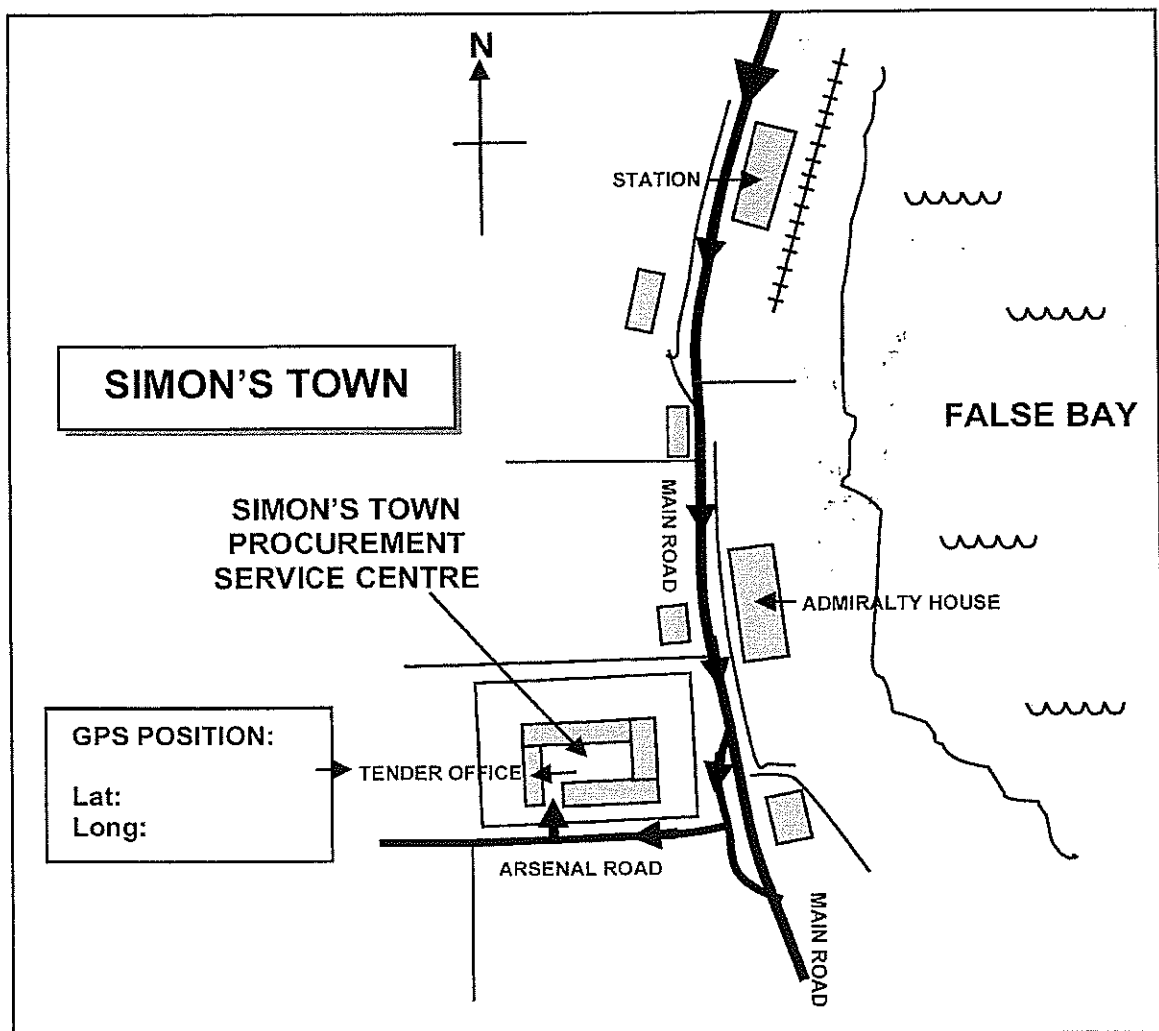 N
STATION
SIMON'S TOWN
FALSE BAY
SIMON'S TOWN
PROCUREMENT
SERVICE CENTRE
MAIN ROAD
ADMIRALTY HOUSE
GPS POSITION:
Lat:
Long:
TENDER OFFICE
ARSENAL ROAD
MAIN ROAD